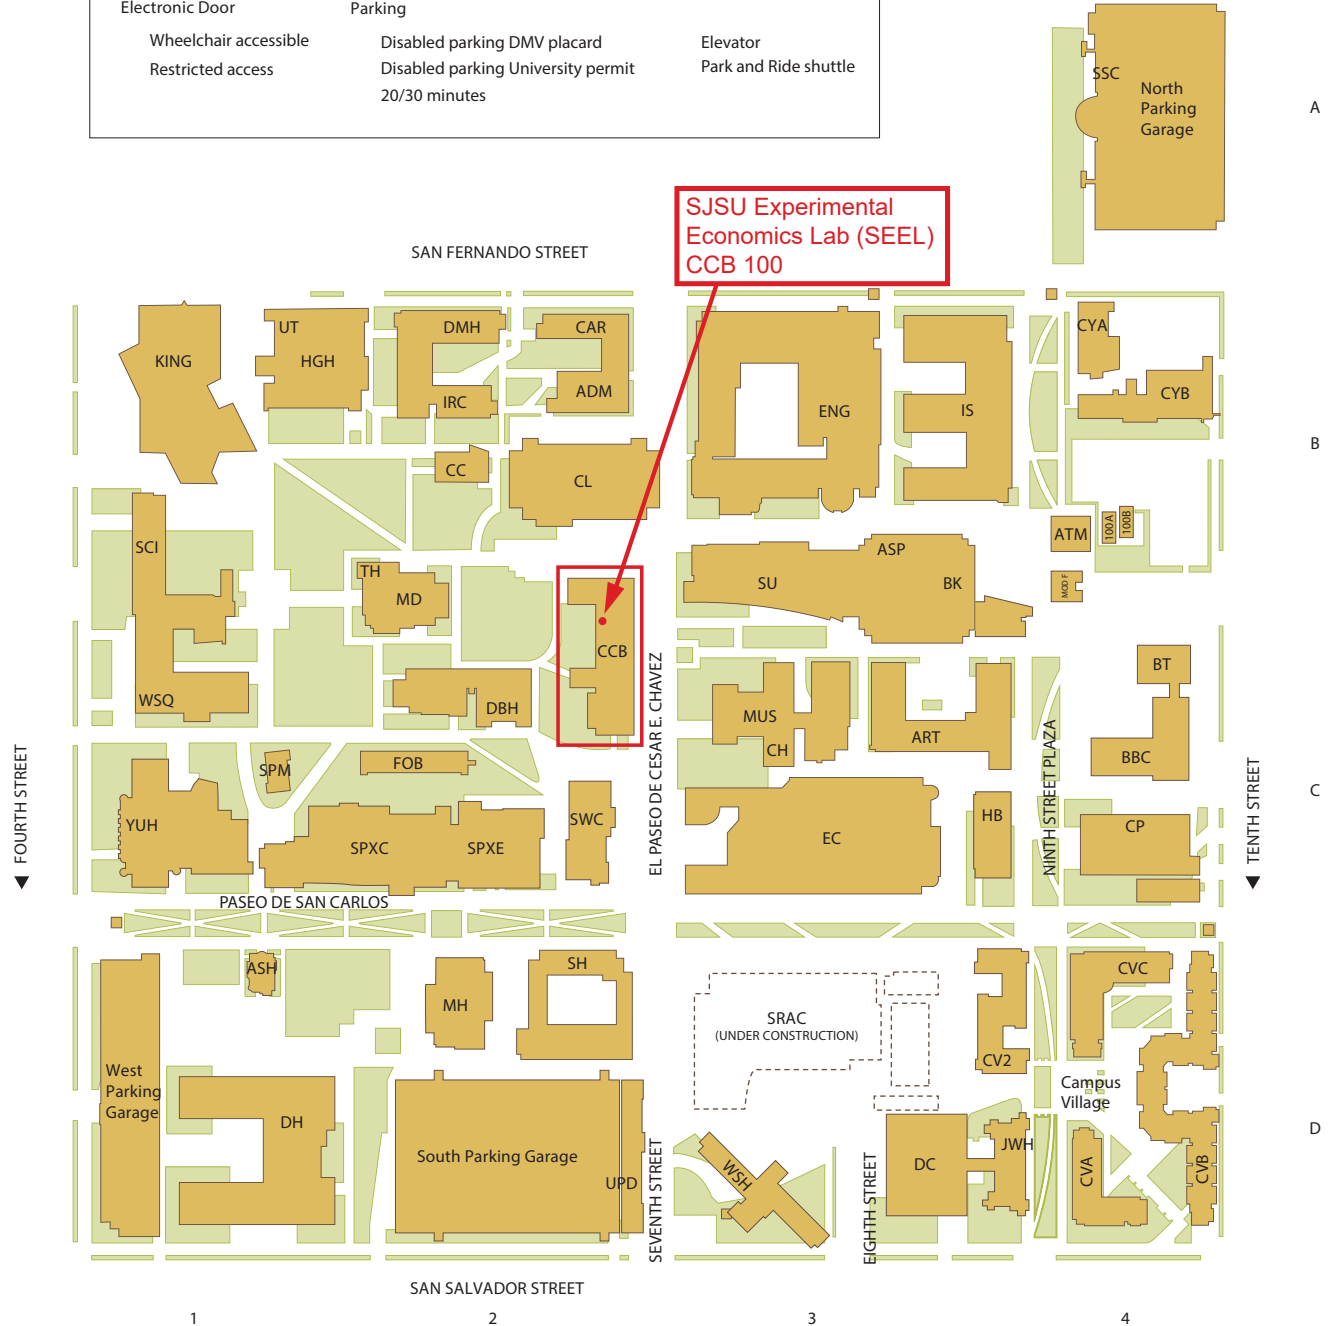 Electronic Door
Parking
Wheelchair accessible
Disabled parking DMV placard
Elevator
Restricted access
Disabled parking University permit
Park and Ride shuttle
20/30 minutes
SSC
North
Parking
Garage
A
SJSU Experimental
Economics Lab (SEEL)
CCB 100
SAN FERNANDO STREET
UT
DMH
CAR
CYA
KING
HGH
IRC
ADM
ENG
IS
CYB
B
CC
CL
SCI
ATM
100A
100B
TH
MD
SU
ASP
BK
MOD F
CCB
WSQ
DBH
EL PASEO DE CESAR E. CHAVEZ
MUS
CH
ART
BT
BBC
NINTH STREET PLAZA
FOURTH STREET
SPM
FOB
TENTH STREET
C
YUH
SPXC
SPXE
SWC
EC
HB
CP
PASEO DE SAN CARLOS
ASH
MH
SH
SRAC
(UNDER CONSTRUCTION)
CV2
CVC
West
Parking
Garage
Campus
Village
DH
South Parking Garage
UPD
SEVENTH STREET
WSH
EIGHTH STREET
DC
JWH
CVA
CVB
D
SAN SALVADOR STREET
1
2
3
4